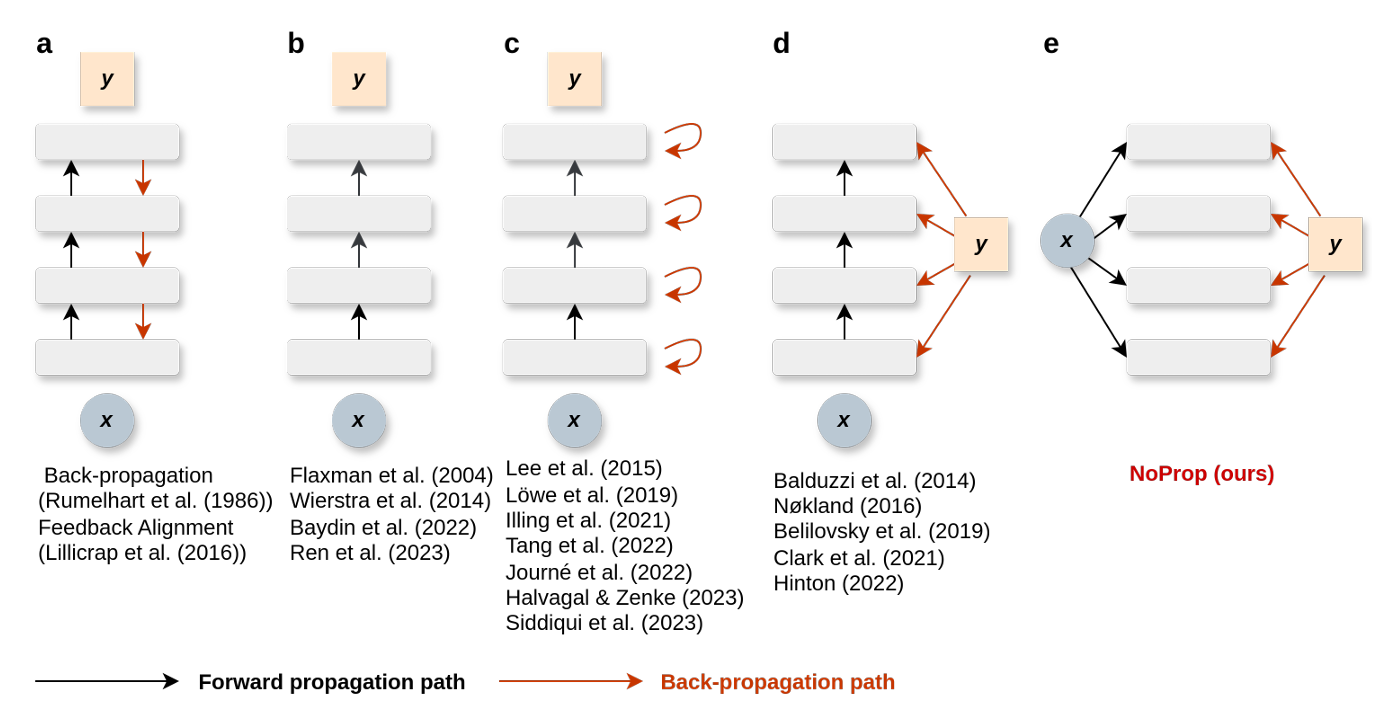 a
y
x
Back-propagation
(Rumelhart et al. (1986))
Feedback Alignment
(Lillicrap et al. (2016))
b
y
x
Flaxman et al. (2004)
Wierstra et al. (2014)
Baydin et al. (2022)
Ren et al. (2023)
c
y
x
Lee et al. (2015)
Löwe et al. (2019)
Illing et al. (2021)
Tang et al. (2022)
Journé et al. (2022)
Halvagal & Zenke (2023)
Siddiqui et al. (2023)
d
y
x
Balduzzi et al. (2014)
Nøkland (2016)
Belilovsky et al. (2019)
Clark et al. (2021)
Hinton (2022)
e
x
y
NoProp (ours)
Forward propagation path
Back-propagation path